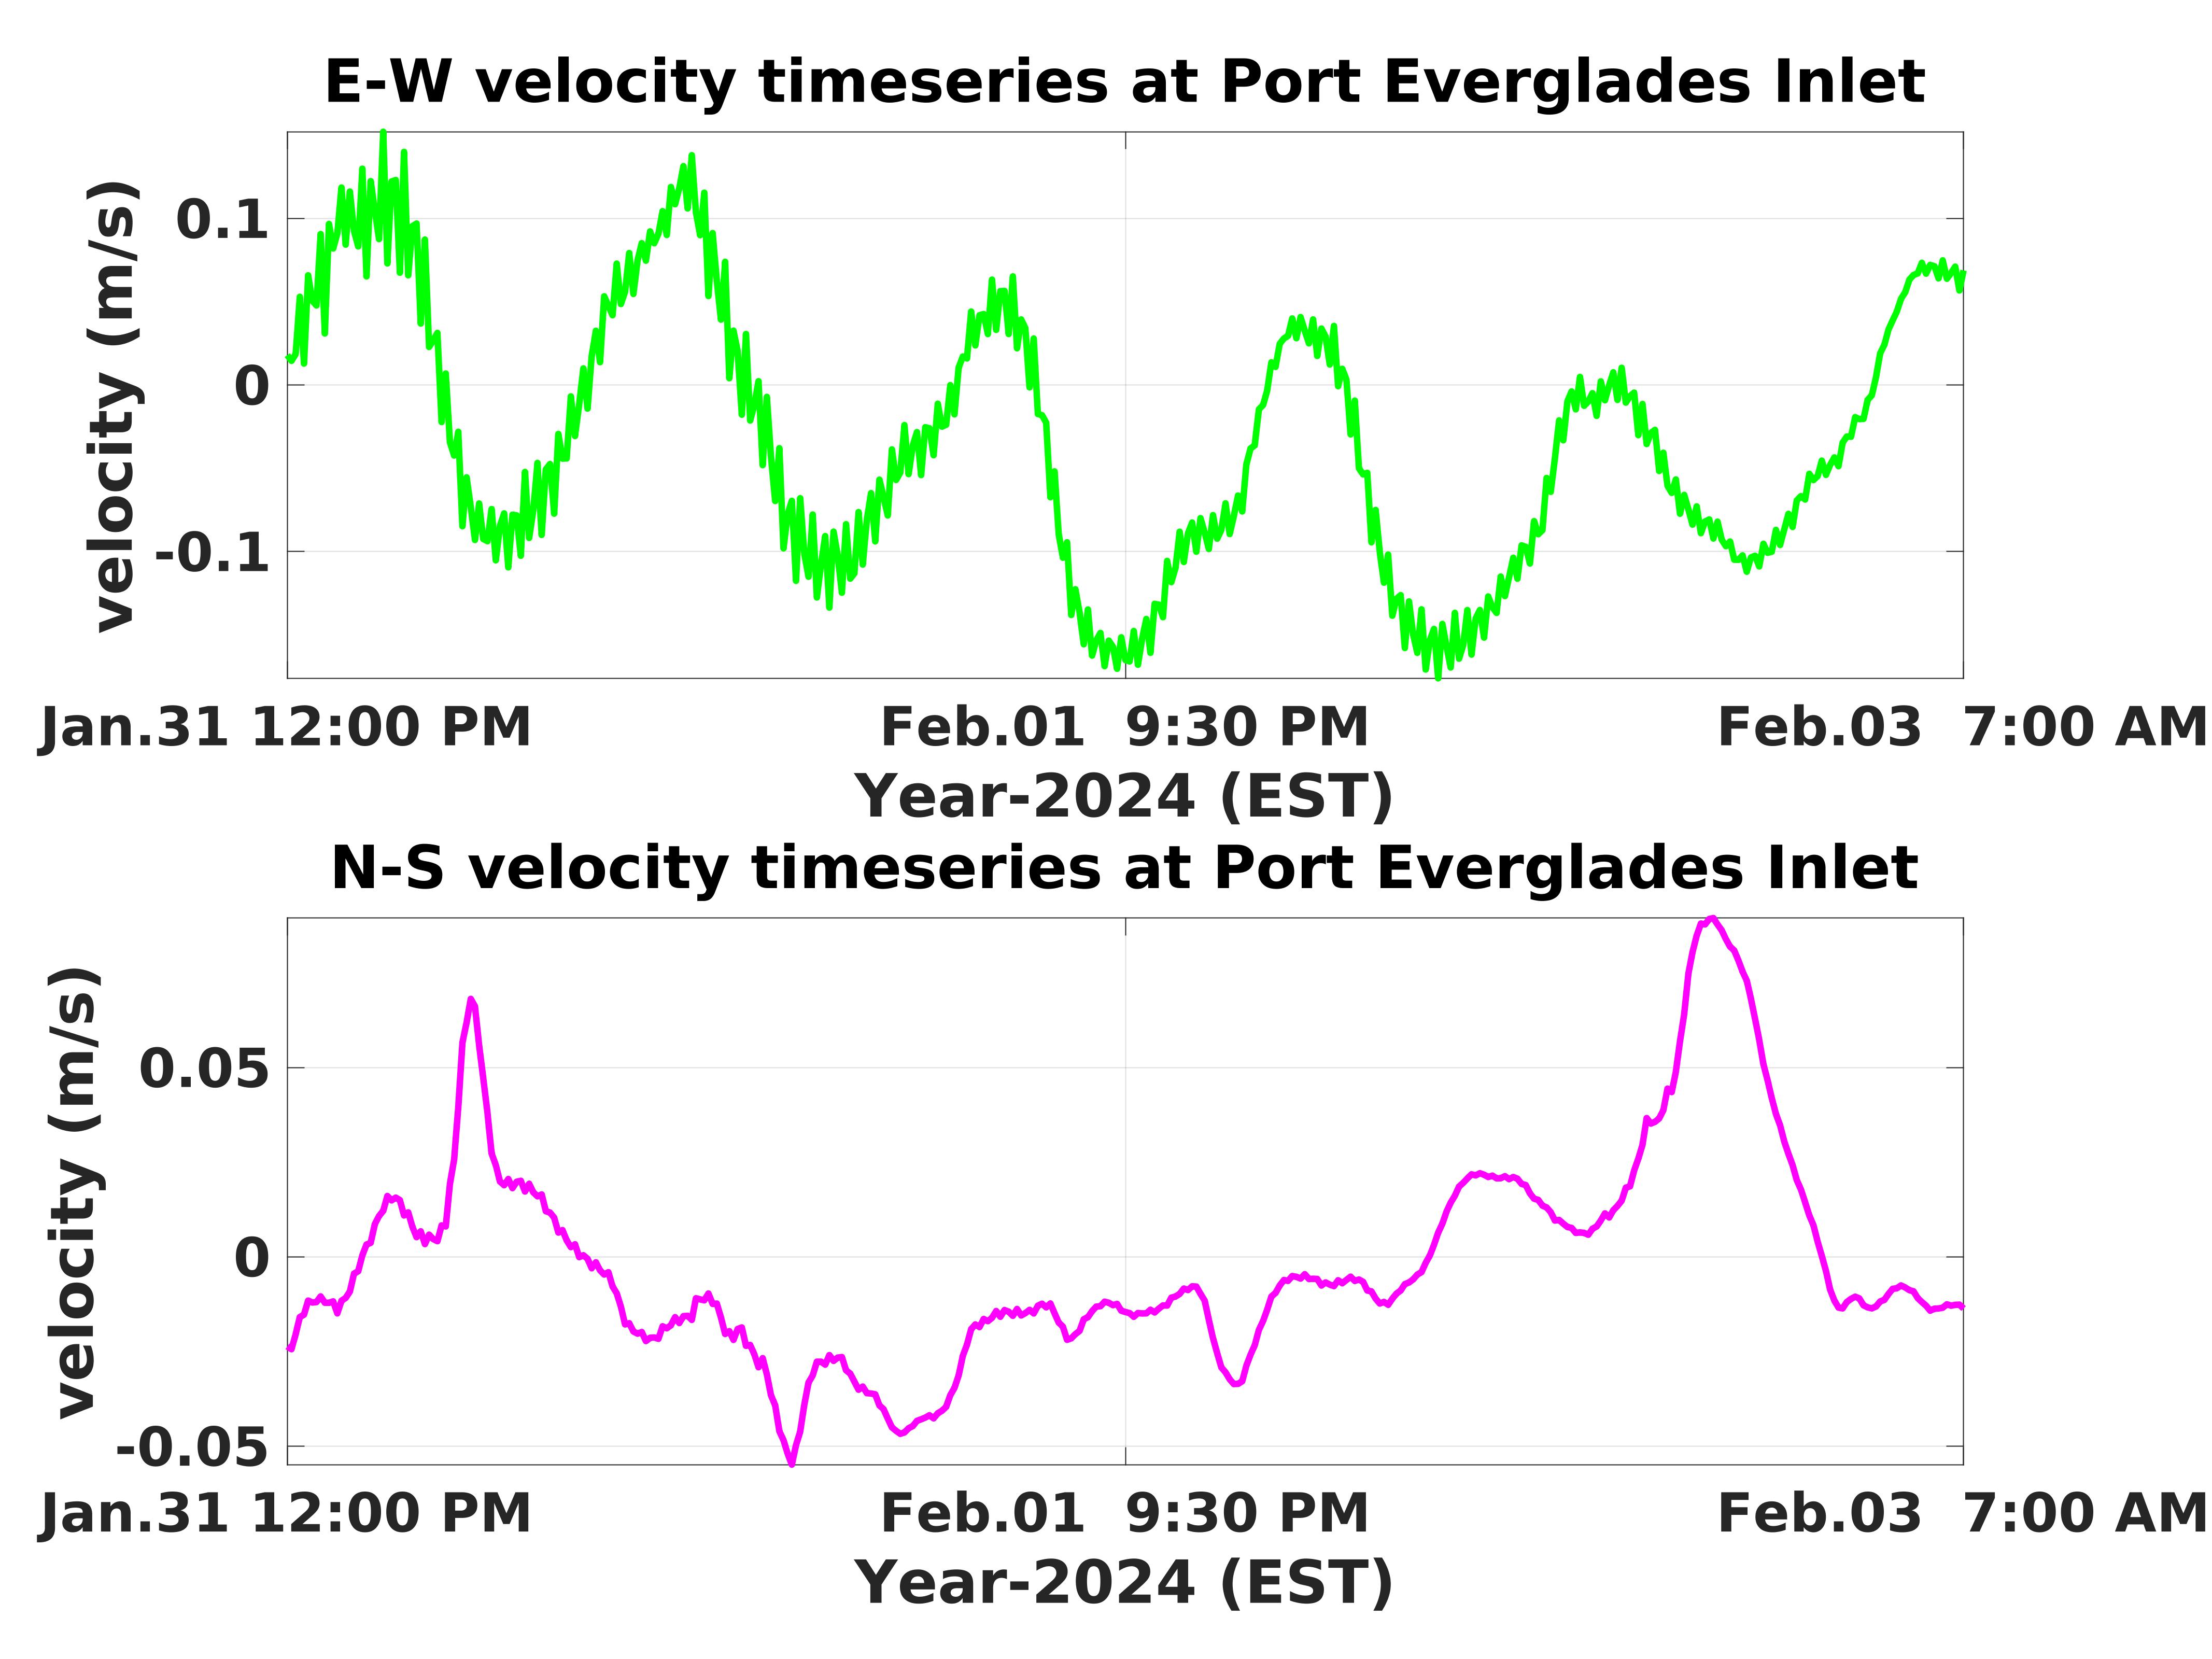 E-W velocity timeseries at Port Everglades Inlet
velocity (m/s)
0.1
0
-0.1
Jan.31 12:00 PM Feb.01 9:30 PM Feb.03 7:00 AM
Year-2024 (EST)
N-S velocity timeseries at Port Everglades Inlet
velocity (m/s)
0.05
0
-0.05
Jan.31 12:00 PM Feb.01 9:30 PM Feb.03 7:00 AM
Year-2024 (EST)